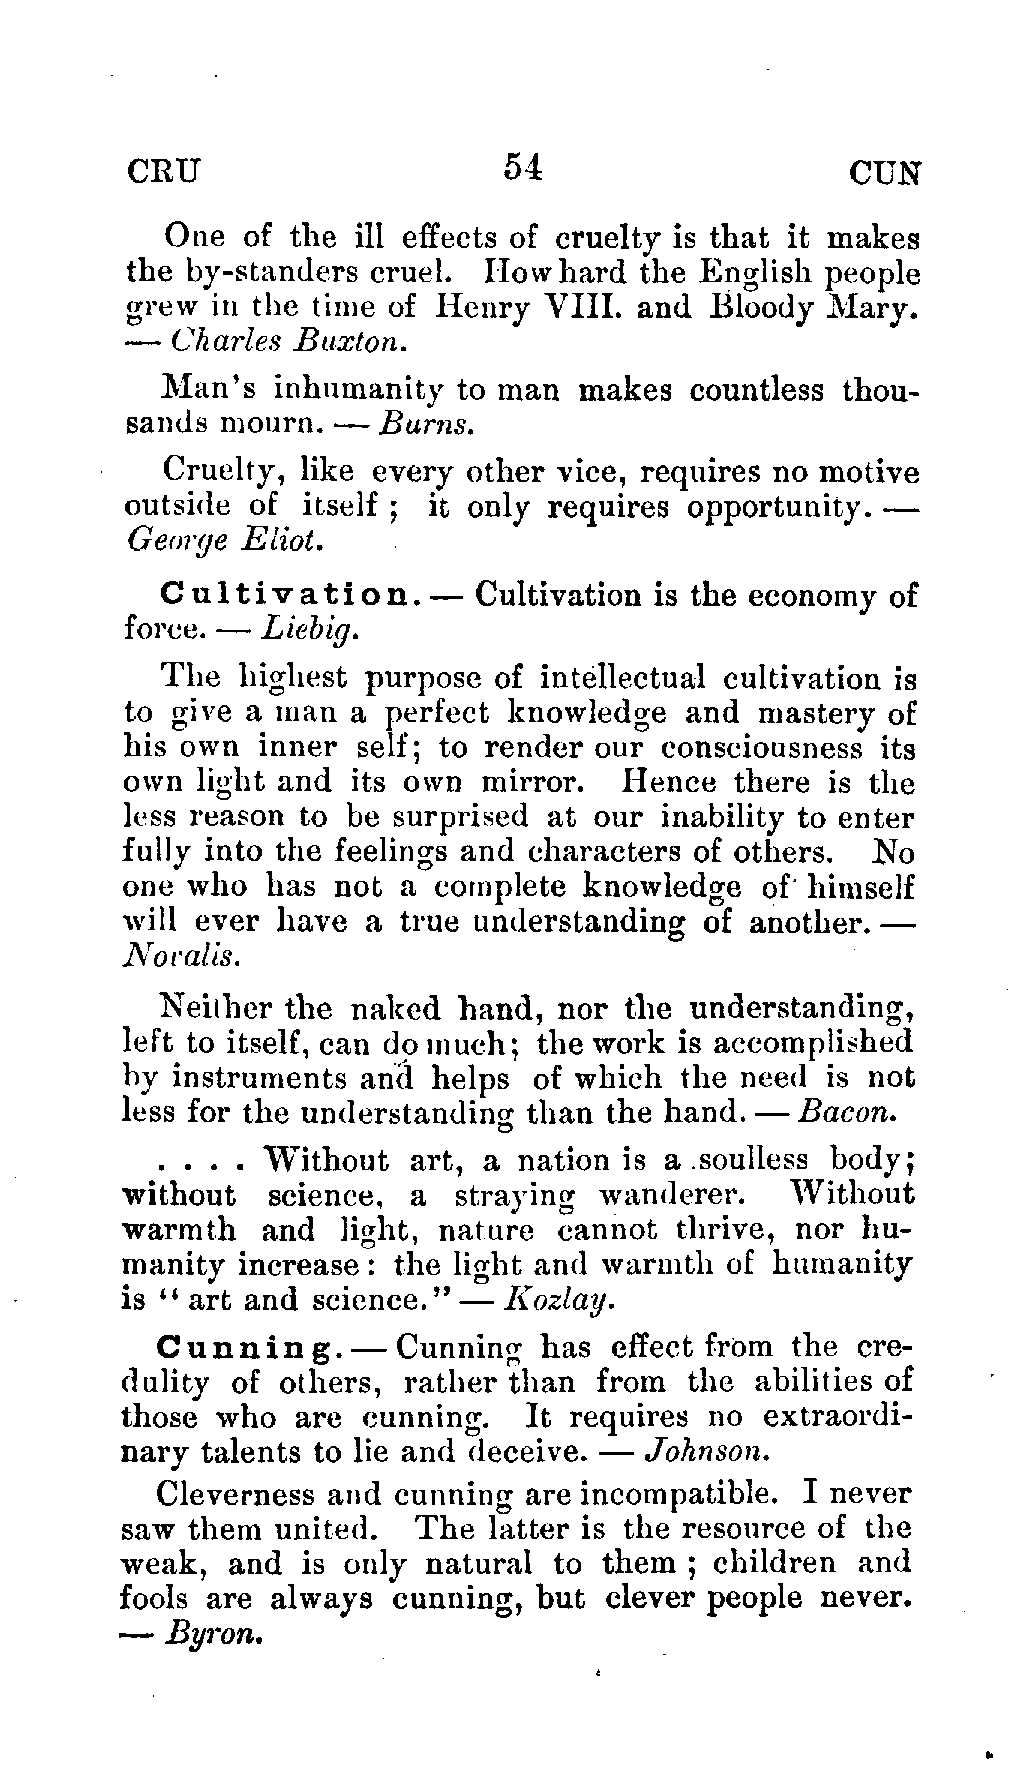 CRU 54 CUN
One of the ill effects of cruelty is that it makes
the by-standers cruel. How hard the English people
grew in the time of Henry VIII. and Bloody Mary.
— Charles Buxton.
Man's inhumanity to man makes countless thou-
sands mourn. — Burns.
Cruelty, like every other vice, requires no motive
outside of itself ; it only requires opportunity. —
George Eliot.
Cultivation. — Cultivation is the economy of
force. — Liebig.
The highest purpose of intellectual cultivation is
to give a man a perfect knowledge and mastery of
his own inner self; to render our consciousness its
own light and its own mirror. Hence there is the
less reason to be surprised at our inability to enter
fully into the feelings and characters of others. No
one who has not a complete knowledge of himself
will ever have a true understanding of another. —
Novalis.
Neither the naked hand, nor the understanding,
left to itself, can do much; the work is accomplished
by instruments and helps of which the need is not
less for the understanding than the hand. — Bacon.
. . . . Without art, a nation is a soulless body;
without science, a straying wanderer. Without
warmth and light, nature cannot thrive, nor hu-
manity increase : the light and warmth of humanity
is “ art and science.” — Kozlay.
Cunning. — Cunning has effect from the cre-
dulity of others, rather than from the abilities of
those who are cunning. It requires no extraordi-
nary talents to lie and deceive. — Johnson.
Cleverness and cunning are incompatible. I never
saw them united. The latter is the resource of the
weak, and is only natural to them ; children and
fools are always cunning, but clever people never.
— Byron.